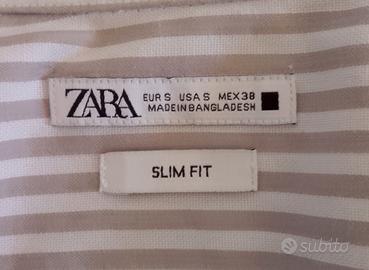 ZARA
EUR S USA S MEX 38
MADE IN BANGLADESH
SLIM FIT
subito